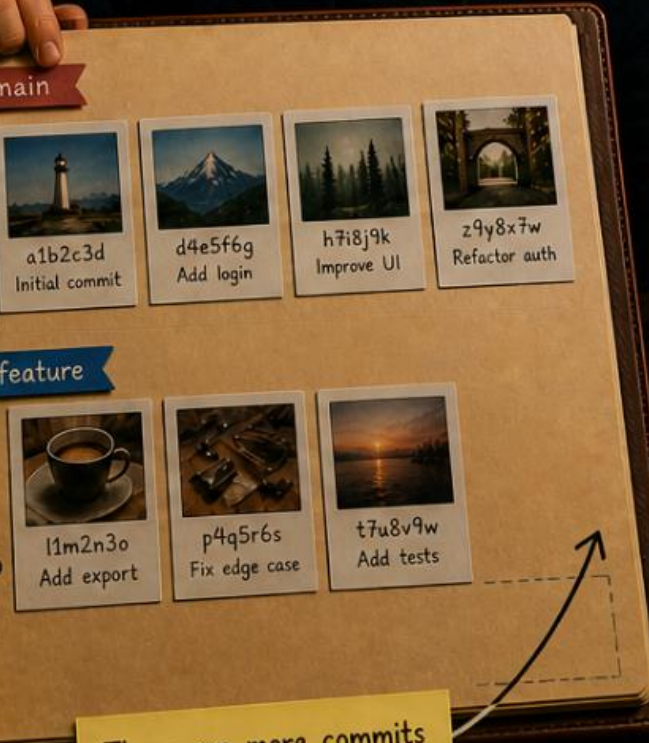 main
a1b2c3d
Initial commit
d4e5f6g
Add login
h7i8j9k
Improve UI
z9y8x7w
Refactor auth
feature
l1m2n3o
Add export
p4q5r6s
Fix edge case
t7u8v9w
Add tests
more commits